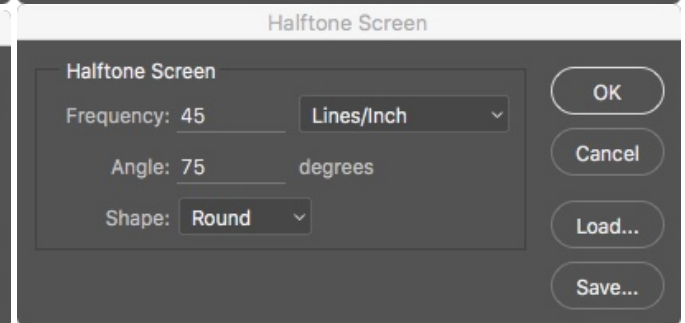 Halftone Screen
Halftone Screen
Frequency: 45 Lines/Inch
Angle: 75 degrees
Shape: Round
OK
Cancel
Load...
Save...